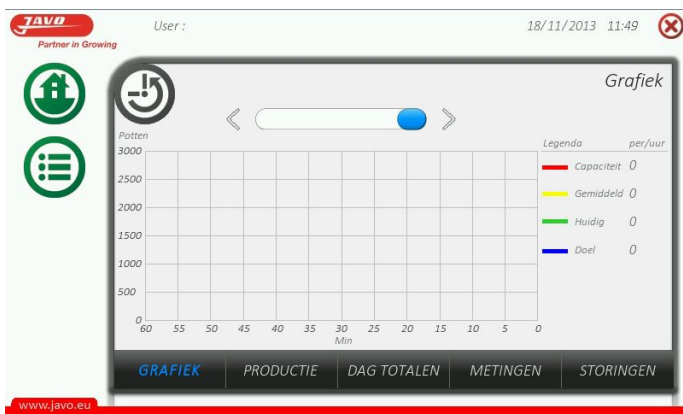 JAVO
Partner in Growing
User :
18/11/2013 11:49
Grafiek
Potten
3000
2500
2000
1500
1000
500
0
60 55 50 45 40 35 30 25 20 15 10 5 0
Min
Legenda per/uur
Capaciteit 0
Gemiddeld 0
Huidig 0
Doel 0
GRAFIEK PRODUCTIE DAG TOTALEN METINGEN STORINGEN
www.javo.eu